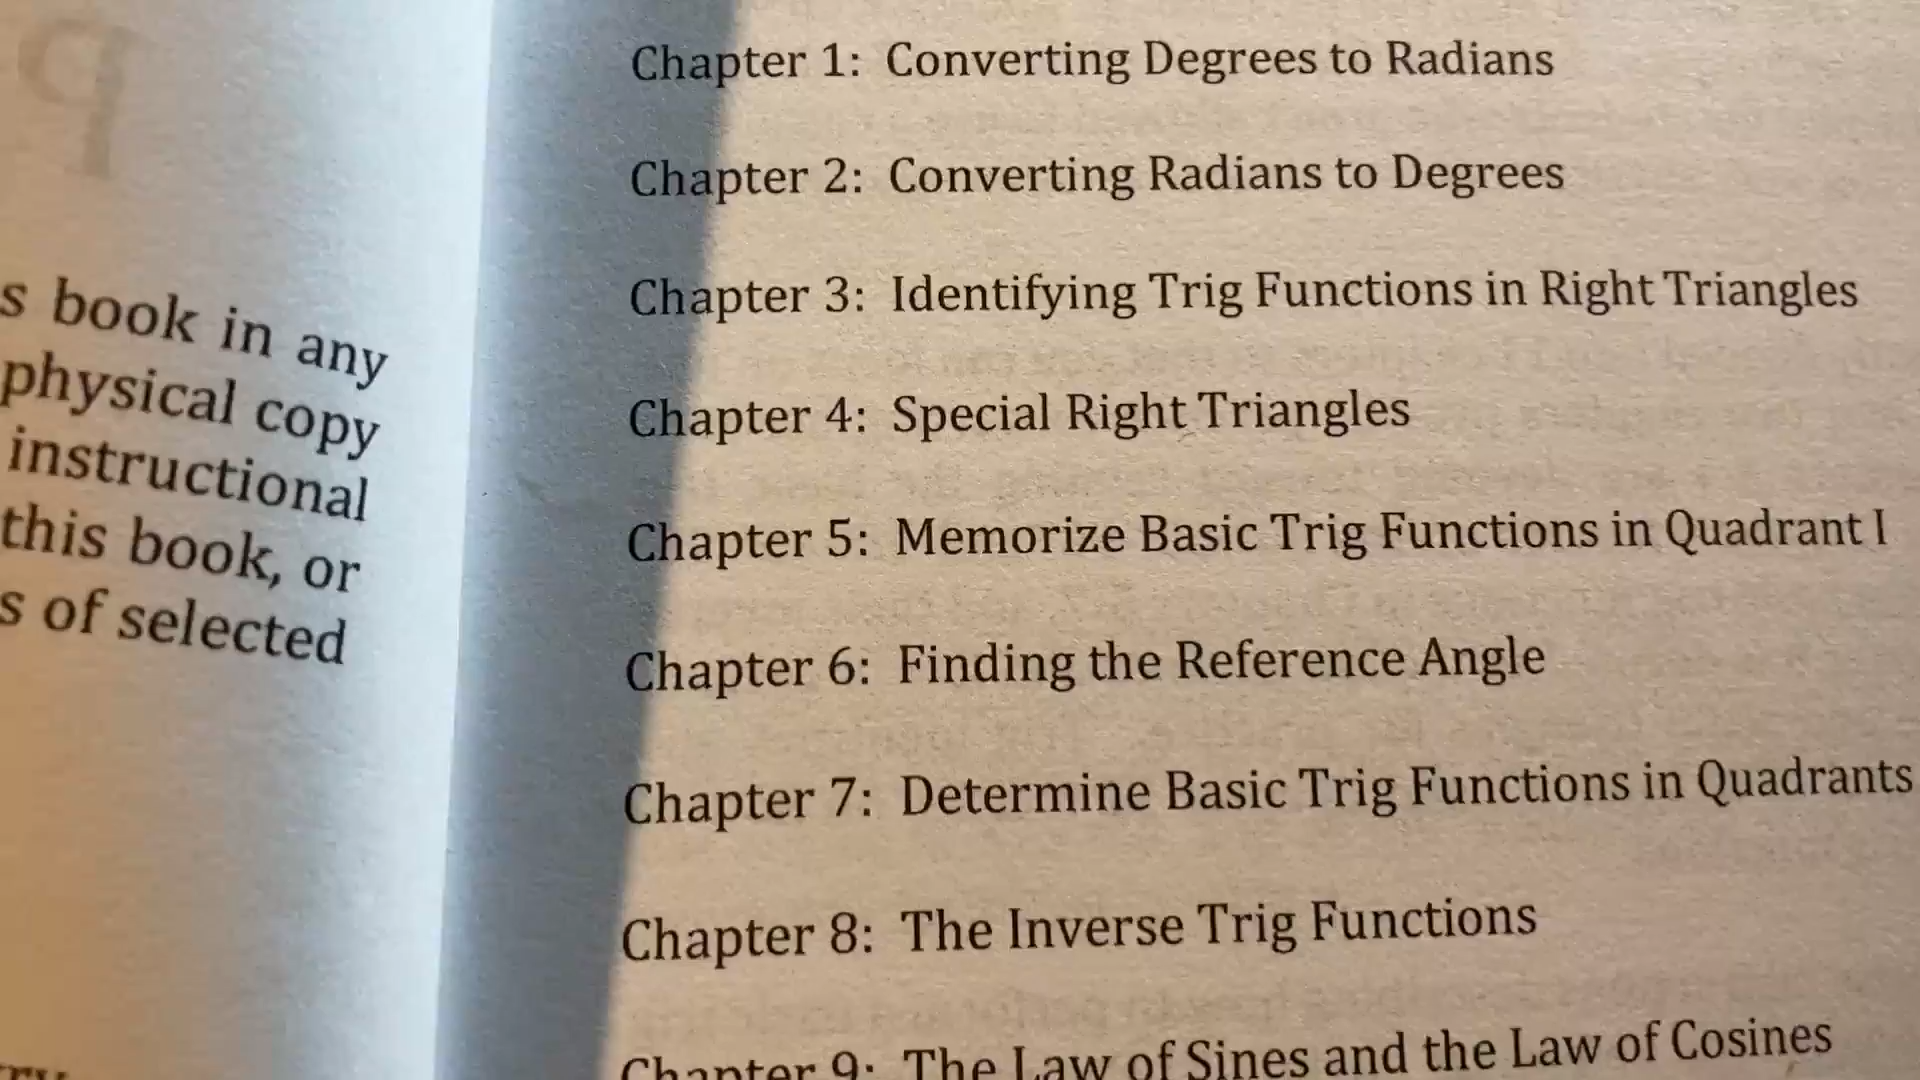 s book in any
physical copy
instructional
this book, or
s of selected
Chapter 1: Converting Degrees to Radians
Chapter 2: Converting Radians to Degrees
Chapter 3: Identifying Trig Functions in Right Triangles
Chapter 4: Special Right Triangles
Chapter 5: Memorize Basic Trig Functions in Quadrant I
Chapter 6: Finding the Reference Angle
Chapter 7: Determine Basic Trig Functions in Quadrants
Chapter 8: The Inverse Trig Functions
Chapter 9: The Law of Sines and the Law of Cosines